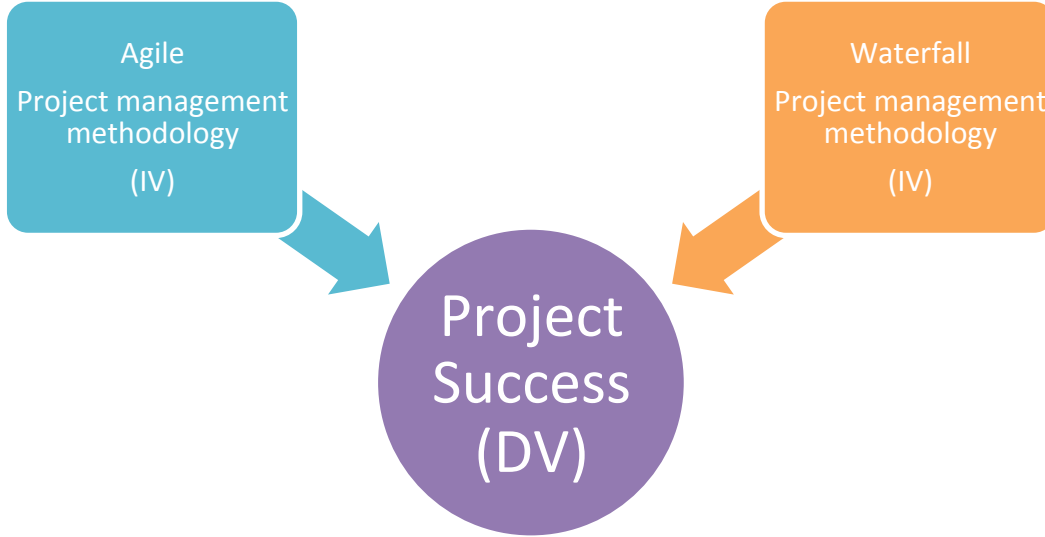 Agile
Project management
methodology
(IV)
Waterfall
Project management
methodology
(IV)
Project
Success
(DV)